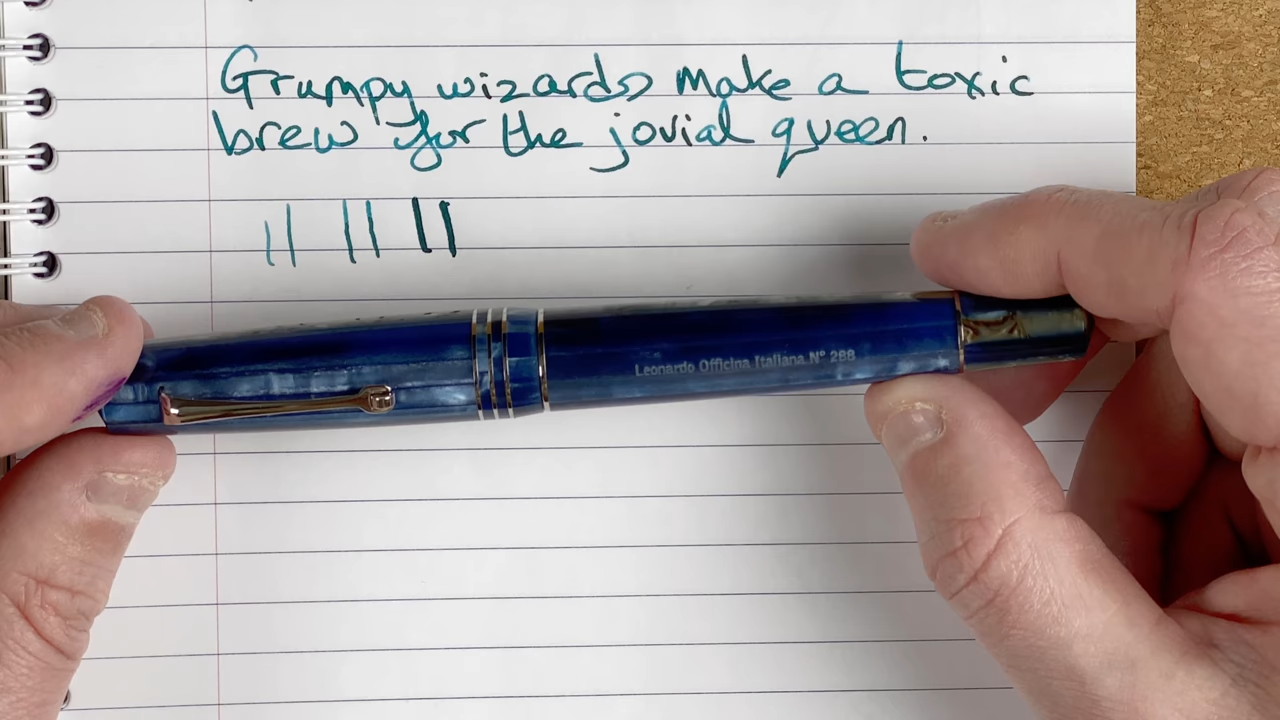 Grumpy wizards make a toxic
brew for the jovial queen.
Leonardo Officina Italiana N° 288